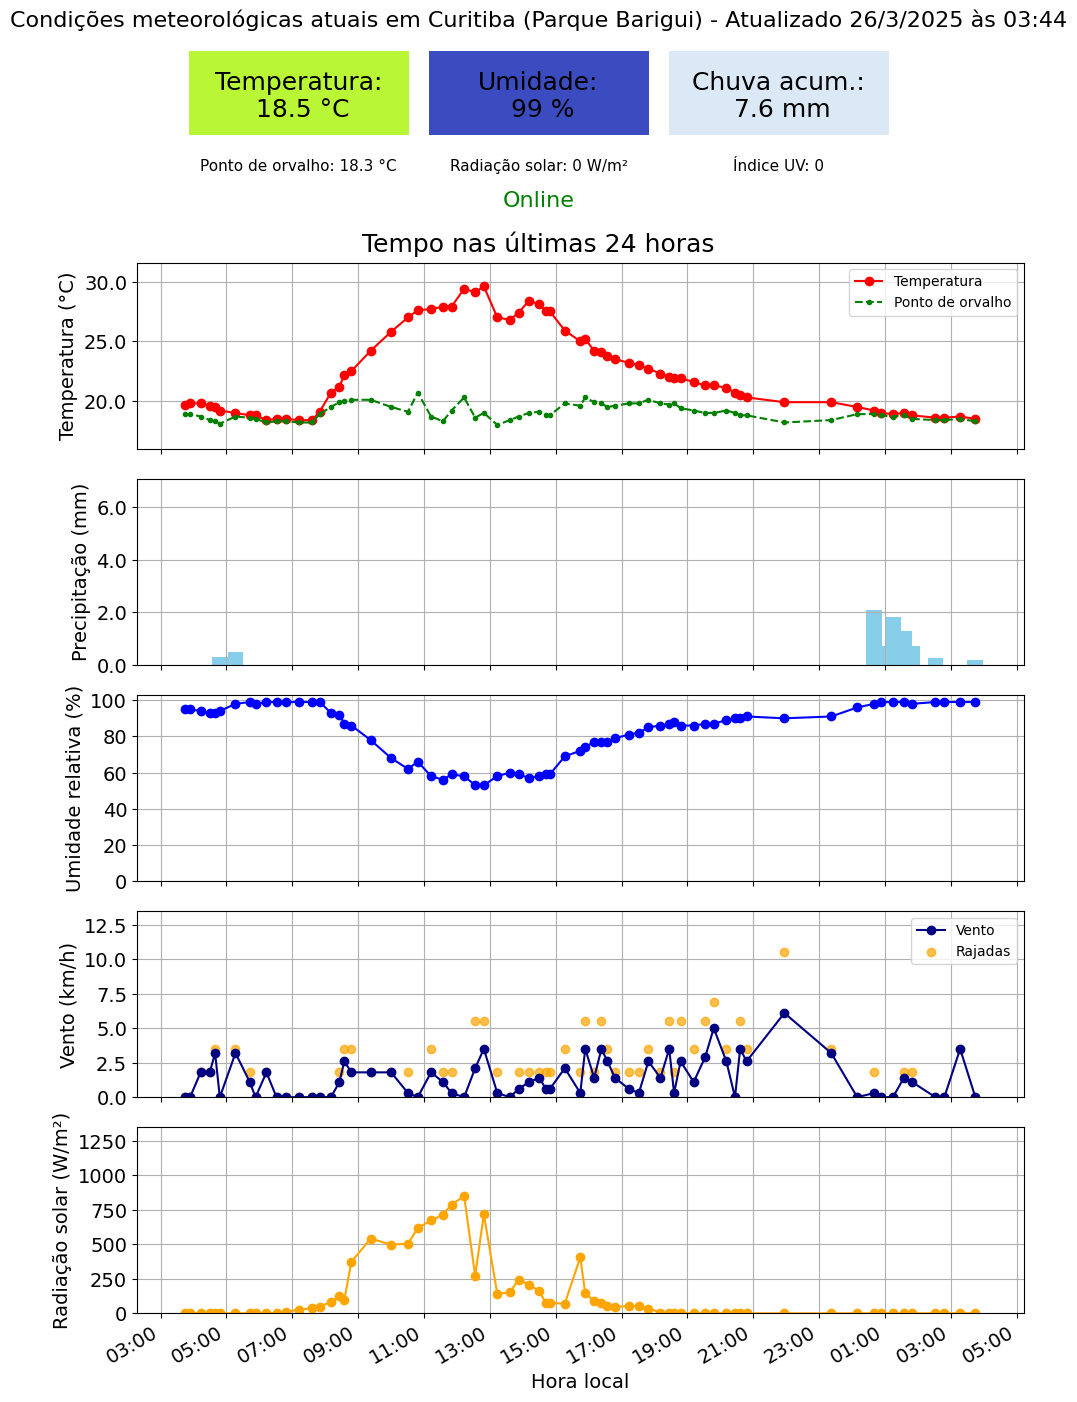 Condições meteorológicas atuais em Curitiba (Parque Barigui) - Atualizado 26/3/2025 às 03:44
Temperatura:
18.5 °C
Umidade:
99 %
Chuva acum.:
7.6 mm
Ponto de orvalho: 18.3 °C
Radiação solar: 0 W/m²
Índice UV: 0
Online
Tempo nas últimas 24 horas
Temperatura (°C)
30.0
25.0
20.0
Temperatura
Ponto de orvalho
Precipitação (mm)
6.0
4.0
2.0
0.0
Umidade relativa (%)
100
80
60
40
20
0
Vento (km/h)
12.5
10.0
7.5
5.0
2.5
0.0
Vento
Rajadas
Radiação solar (W/m²)
1250
1000
750
500
250
0
03:00
05:00
07:00
09:00
11:00
13:00
15:00
17:00
19:00
21:00
23:00
01:00
03:00
05:00
Hora local